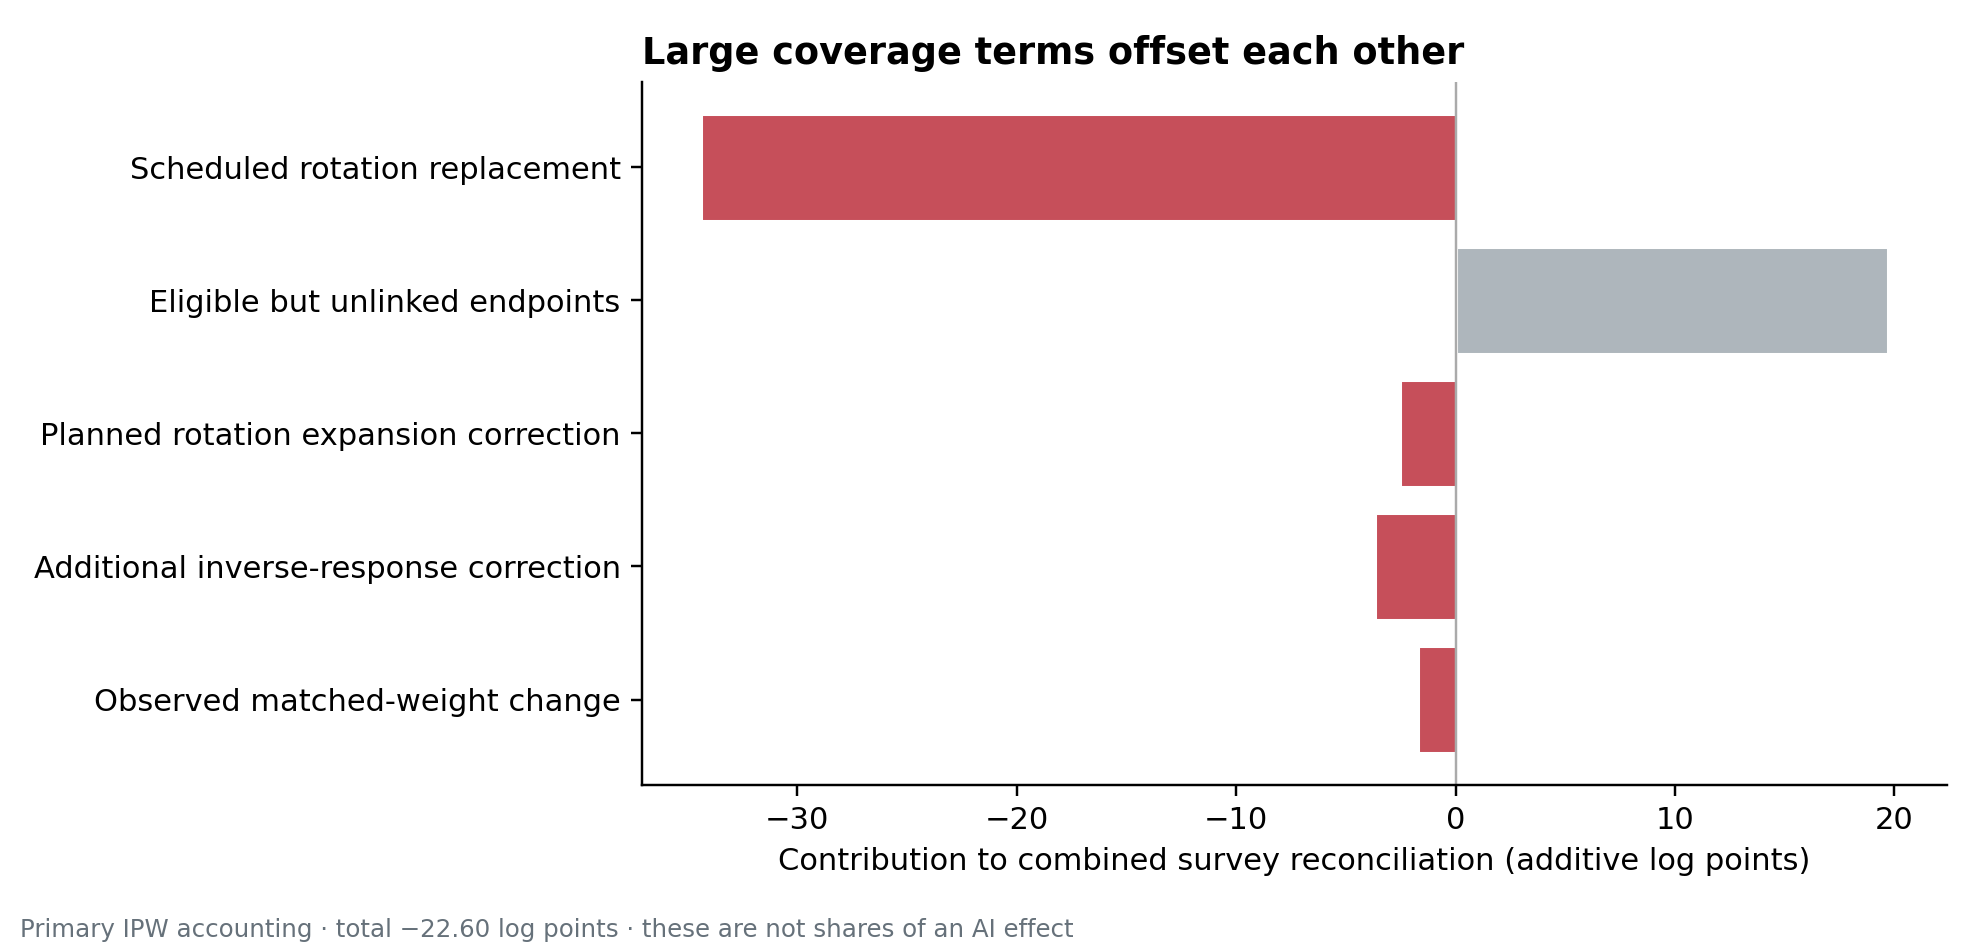 Large coverage terms offset each other
Scheduled rotation replacement
Eligible but unlinked endpoints
Planned rotation expansion correction
Additional inverse-response correction
Observed matched-weight change
−30 −20 −10 0 10 20
Contribution to combined survey reconciliation (additive log points)
Primary IPW accounting · total −22.60 log points · these are not shares of an AI effect